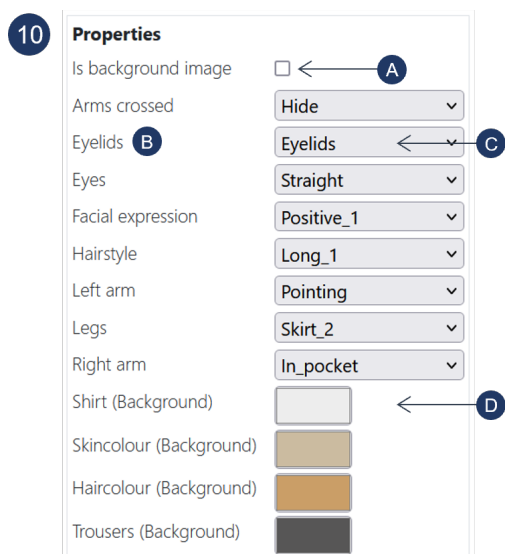 10
Properties
Is background image A
Arms crossed Hide
Eyelids B Eyelids C
Eyes Straight
Facial expression Positive_1
Hairstyle Long_1
Left arm Pointing
Legs Skirt_2
Right arm In_pocket
Shirt (Background) D
Skincolour (Background)
Haircolour (Background)
Trousers (Background)